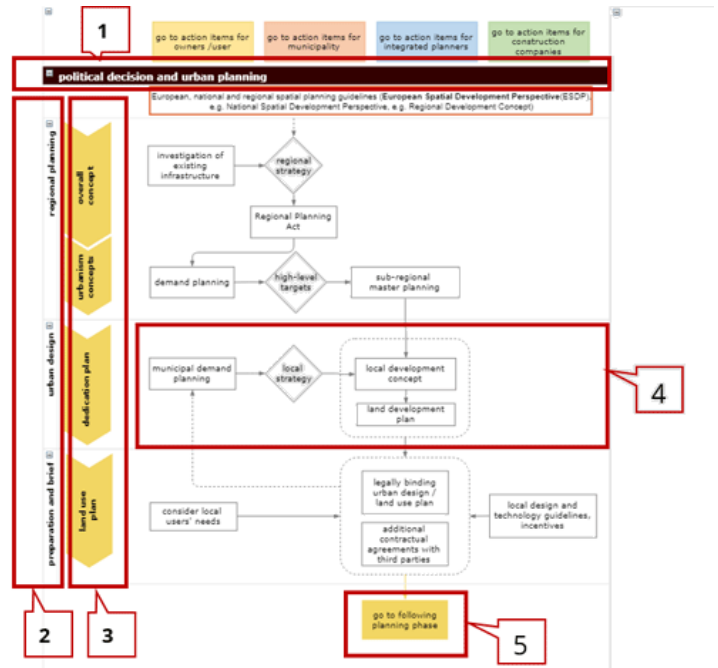 1
go to action items for
owners /user
go to action items for
municipality
go to action items for
integrated planners
go to action items for
construction
companies
political decision and urban planning
European, national and regional spatial planning guidelines (European Spatial Development Perspective(ESDP),
e.g. National Spatial Development Perspective, e.g. Regional Development Concept)
regional planning
overall
concept
investigation of
existing
infrastructure
regional
strategy
Regional Planning
Act
urbanism
concepts
demand planning
high-level
targets
sub-regional
master planning
urban design
dedication plan
municipal demand
planning
local
strategy
local development
concept
land development
plan
4
preparation and brief
land use
plan
consider local
users' needs
legally binding
urban design /
land use plan
additional
contractual
agreements with
third parties
local design and
technology guidelines,
incentives
2
3
go to following
planning phase
5